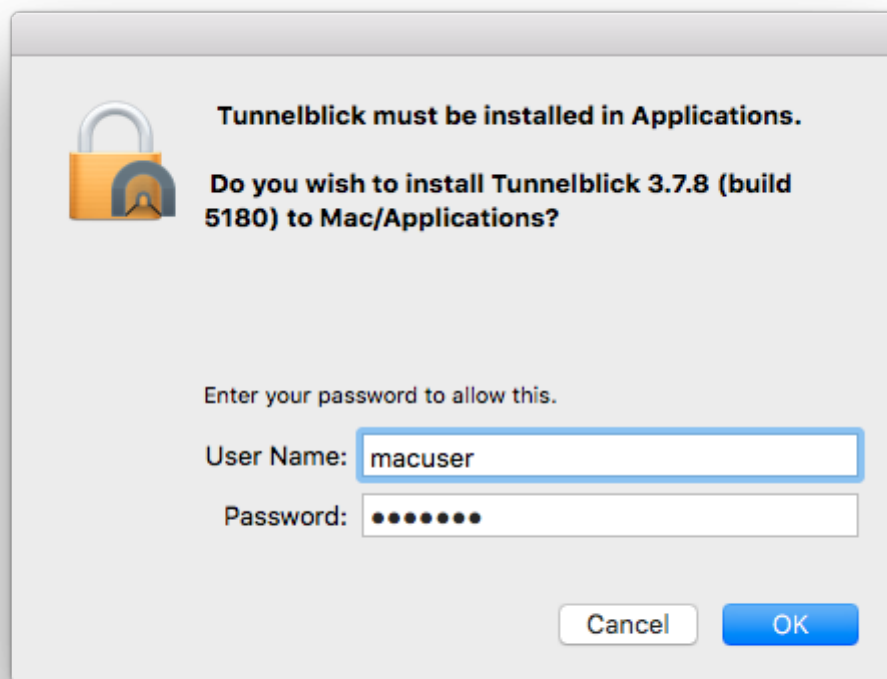 Tunnelblick must be installed in Applications.
Do you wish to install Tunnelblick 3.7.8 (build
5180) to Mac/Applications?
Enter your password to allow this.
User Name: macuser
Password: •••••••
Cancel OK